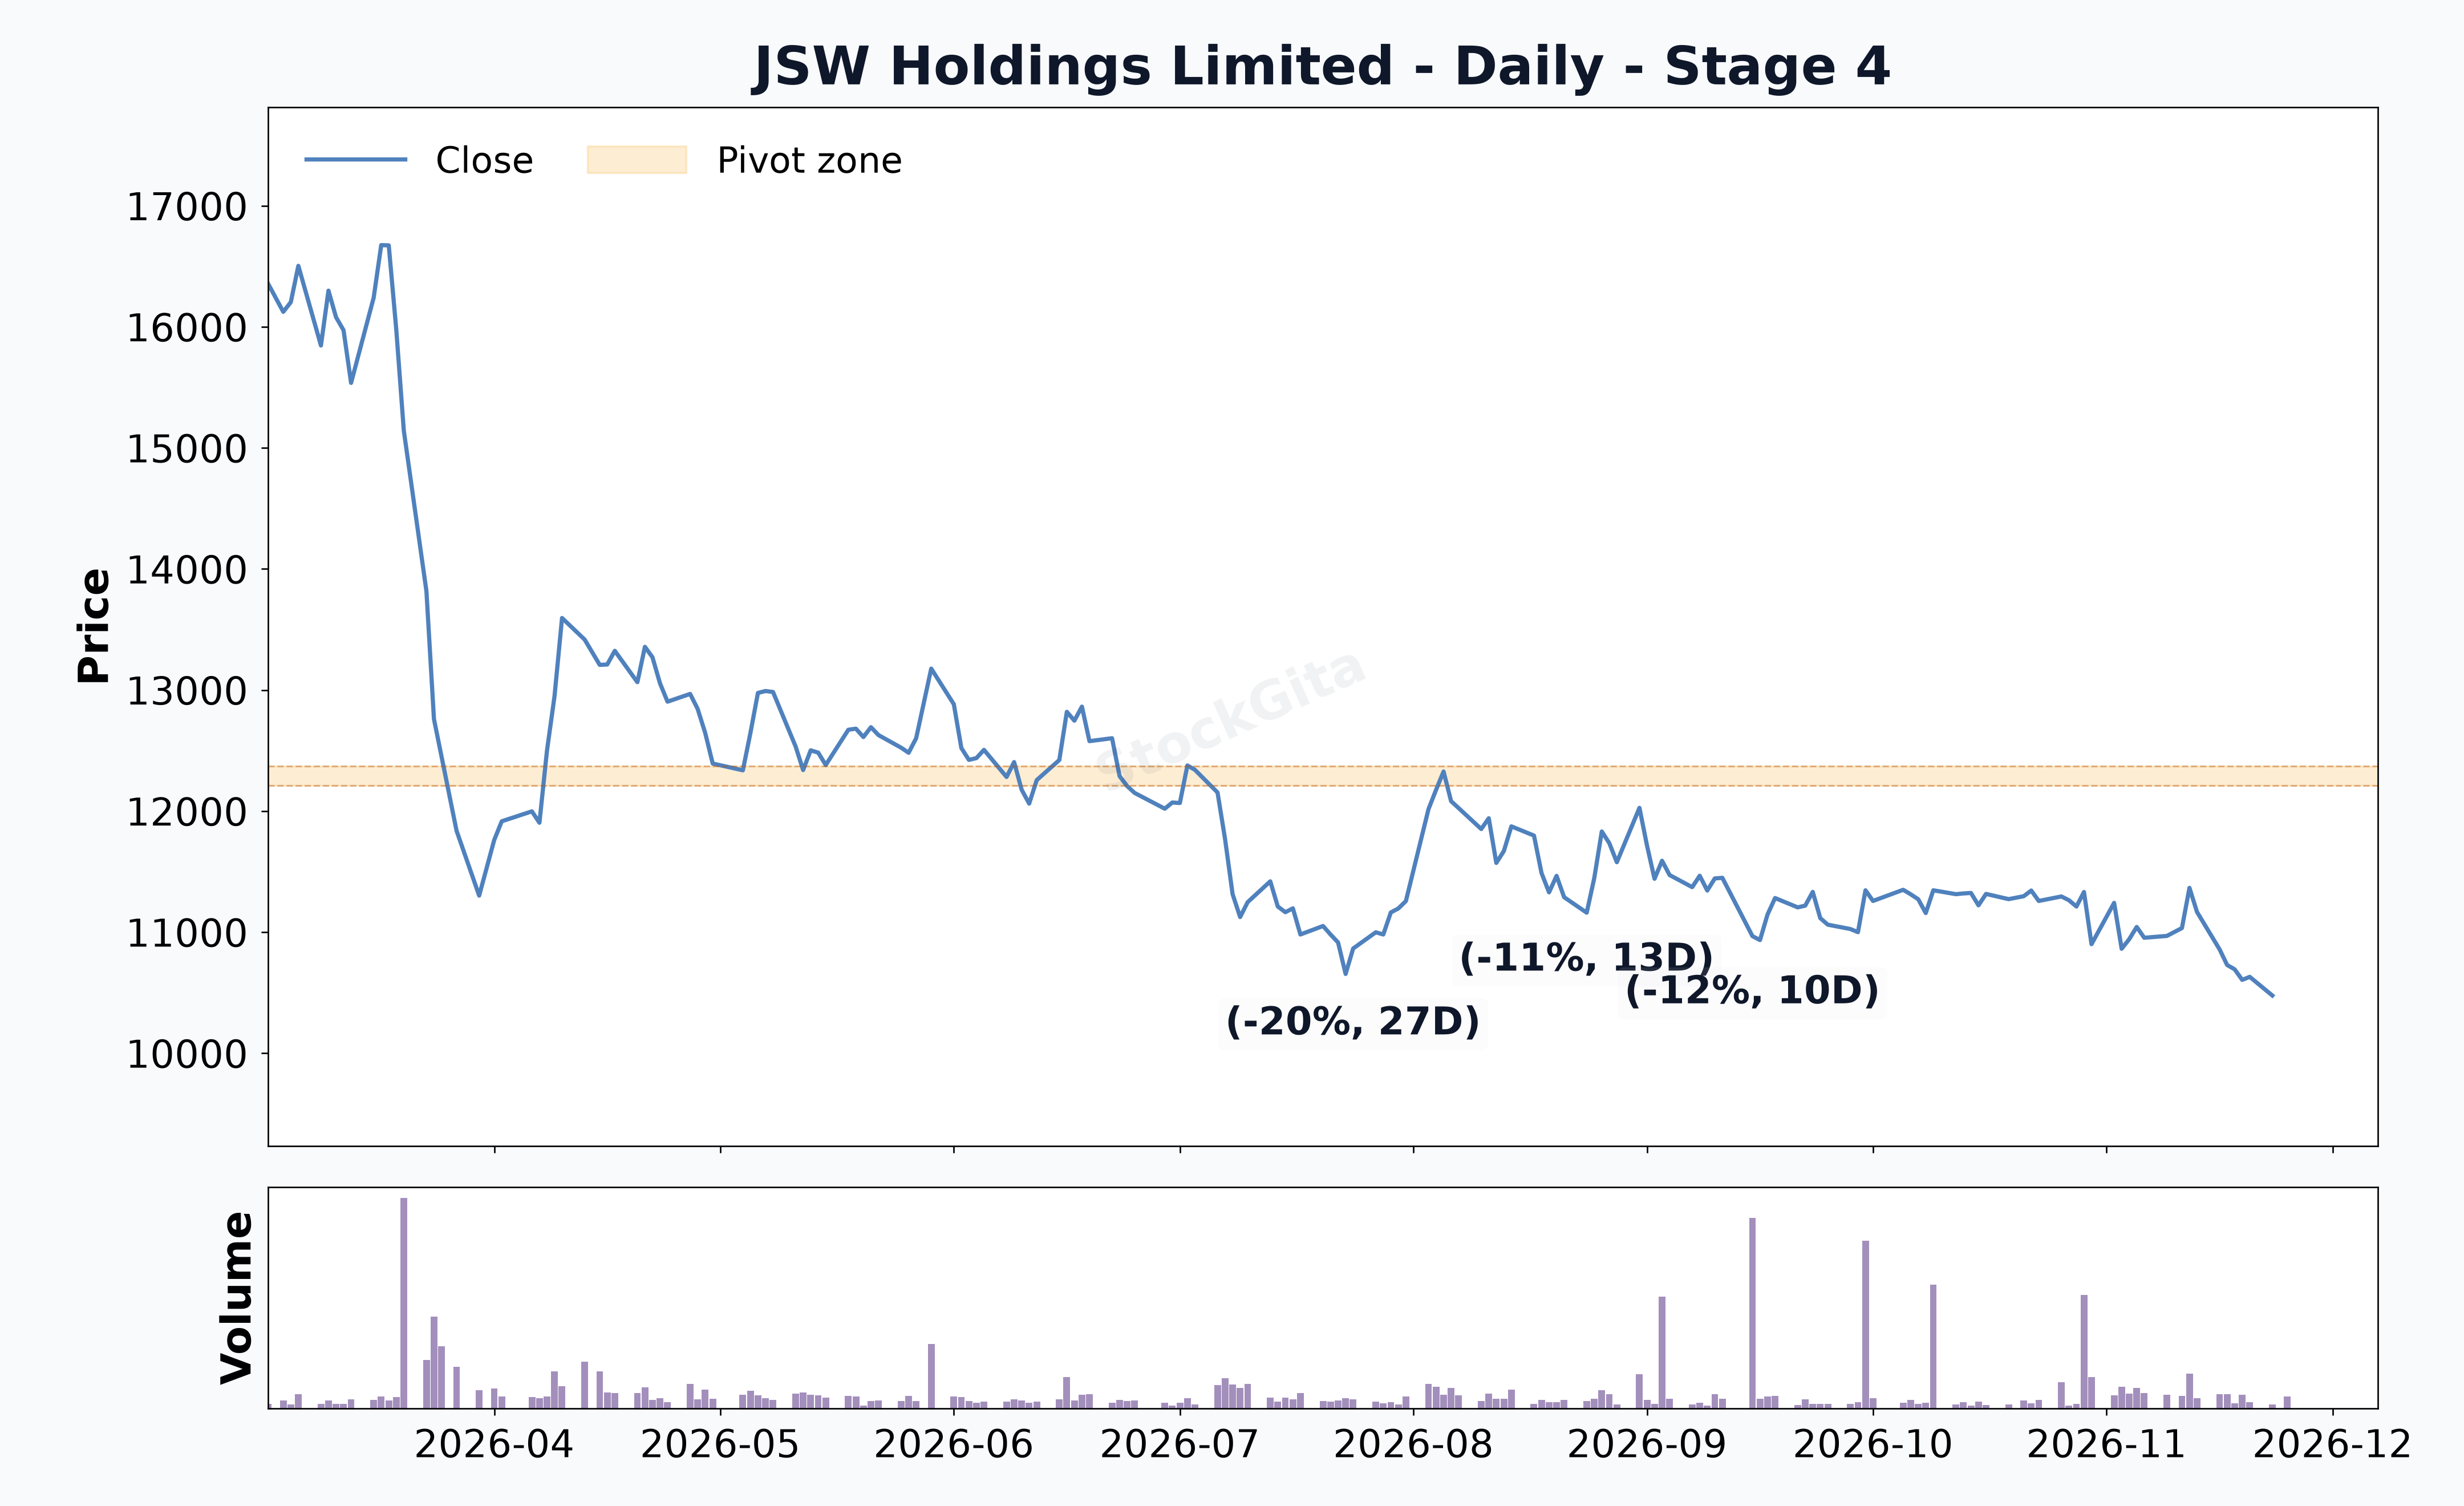 JSW Holdings Limited - Daily - Stage 4
Close
Pivot zone
Price
17000
16000
15000
14000
13000
12000
11000
10000
StockGita
(-11%, 13D)
(-12%, 10D)
(-20%, 27D)
Volume
2026-04
2026-05
2026-06
2026-07
2026-08
2026-09
2026-10
2026-11
2026-12